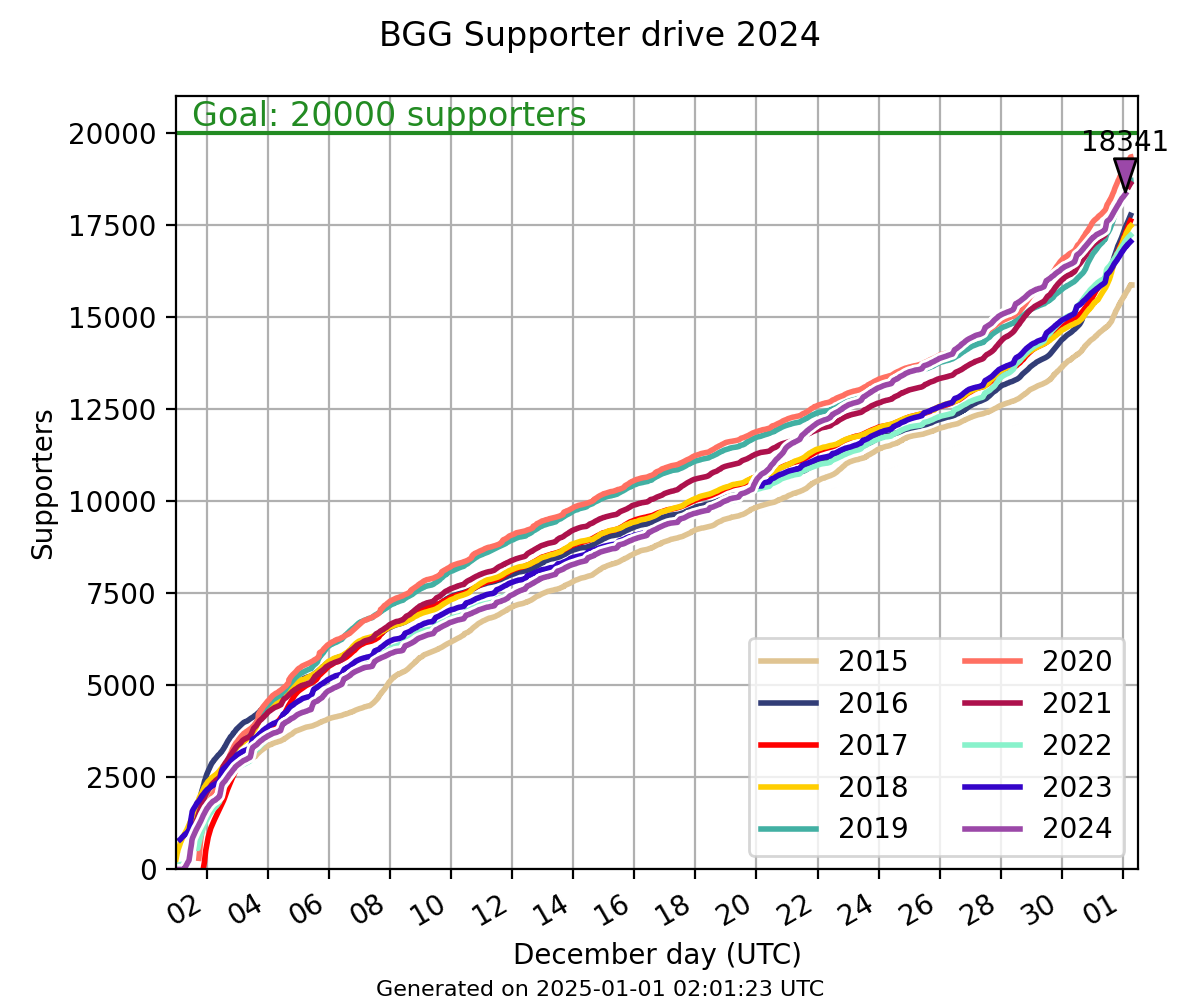 BGG Supporter drive 2024
Goal: 20000 supporters
18341
20000
17500
15000
12500
10000
7500
5000
2500
0
Supporters
2015 2020
2016 2021
2017 2022
2018 2023
2019 2024
02 04 06 08 10 12 14 16 18 20 22 24 26 28 30 01
December day (UTC)
Generated on 2025-01-01 02:01:23 UTC